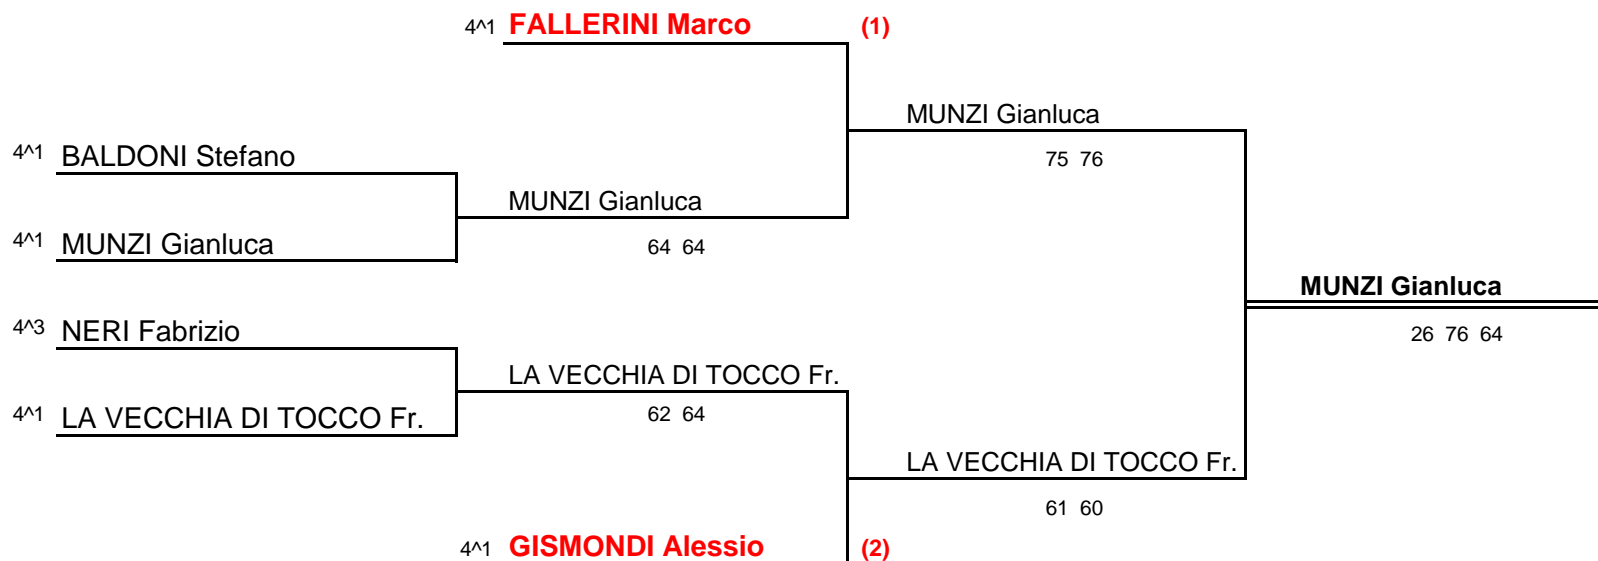 4^1 FALLERINI Marco (1)
MUNZI Gianluca
75 76
4^1 BALDONI Stefano
MUNZI Gianluca
64 64
4^1 MUNZI Gianluca
MUNZI Gianluca
26 76 64
4^3 NERI Fabrizio
LA VECCHIA DI TOCCO Fr.
62 64
4^1 LA VECCHIA DI TOCCO Fr.
LA VECCHIA DI TOCCO Fr.
61 60
4^1 GISMONDI Alessio (2)